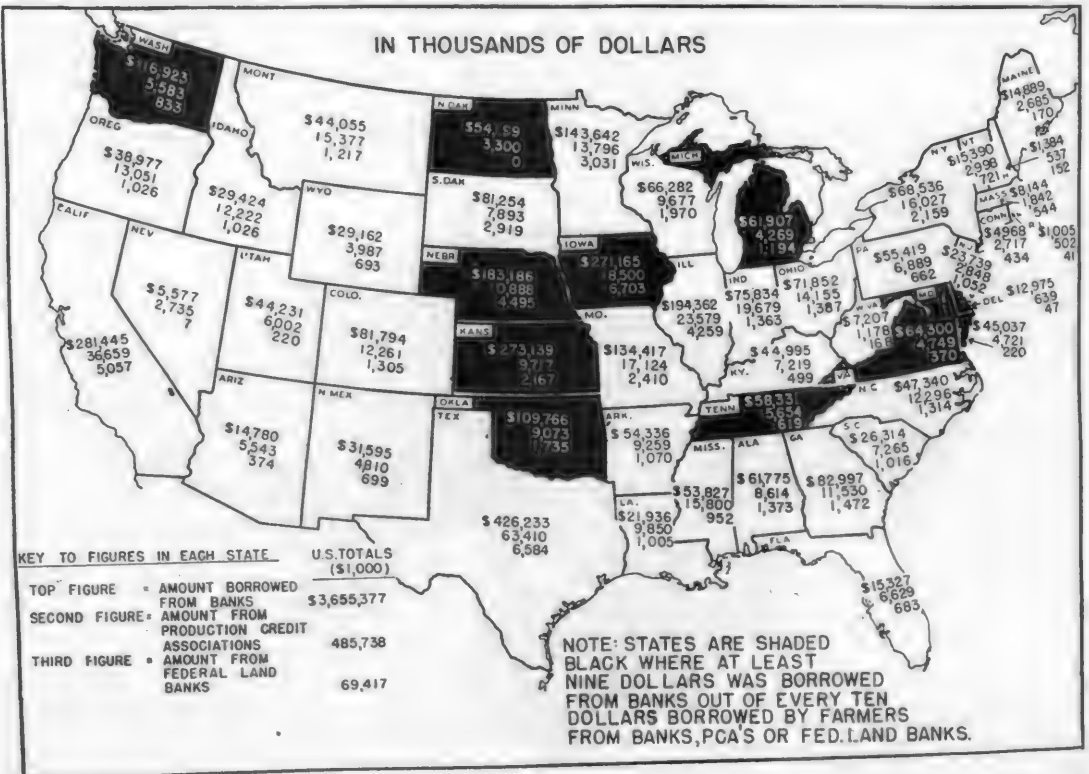 IN THOUSANDS OF DOLLARS
WASH
$116,923
5,583
833
OREG
$38,977
13,051
1,026
IDAHO
$29,424
12,222
1,026
MONT
$44,055
15,377
1,217
N.DAK
3,300
0
MINN
$143,642
13,796
3,031
S.DAK
$81,254
7,893
2,919
WYO
$29,162
3,987
693
WIS.
$66,282
9,677
1,970
MICH
$61,907
4,269
1,194
CALIF
$281,445
36,659
5,057
NEV
$5,577
2,735
7
UTAH
$44,231
6,002
220
COLO.
$81,794
12,261
1,305
NEBR
$183,186
10,888
4,495
IOWA
$271,165
18,500
6,703
KANS
$273,139
9,717
2,167
MO.
$134,417
17,124
2,410
ILL
$194,362
23,579
4,259
IND
$75,834
19,679
1,363
OHIO
$71,852
14,155
1,387
KY.
$44,995
7,219
499
W VA
$7,207
1,178
168
VA
$64,300
4,749
370
MD.
$45,037
4,721
220
DEL
$12,975
639
47
PA
$55,419
6,889
662
N.J.
$23,739
2,848
1,052
N Y
$68,536
16,027
2,159
VT
$15,390
2,998
721
MAINE
$14,889
2,685
170
$1,384
537
152
MASS
$8,144
1,842
544
CONN
$4968
2,717
434
$1,005
502
41
ARIZ
$14,780
5,543
374
N MEX
$31,595
4,810
699
OKLA
$109,766
9,073
1,735
TEX
$426,233
63,410
6,584
ARK.
$54,336
9,259
1,070
LA.
$21,936
9,850
1,005
MISS.
$53,827
15,800
952
TENN
$58,331
5,654
619
ALA
$61,775
8,614
1,373
GA
$82,997
11,530
1,472
N.C.
$47,340
12,296
1,314
S.C
$26,314
7,265
1,016
FLA
$15,327
6,629
683
KEY TO FIGURES IN EACH STATE
U.S.TOTALS
($1,000)
TOP FIGURE = AMOUNT BORROWED
FROM BANKS $3,655,377
SECOND FIGURE= AMOUNT FROM
PRODUCTION CREDIT
ASSOCIATIONS 485,738
THIRD FIGURE = AMOUNT FROM
FEDERAL LAND
BANKS 69,417
NOTE: STATES ARE SHADED
BLACK WHERE AT LEAST
NINE DOLLARS WAS BORROWED
FROM BANKS OUT OF EVERY TEN
DOLLARS BORROWED BY FARMERS
FROM BANKS, PCA'S OR FED. LAND BANKS.